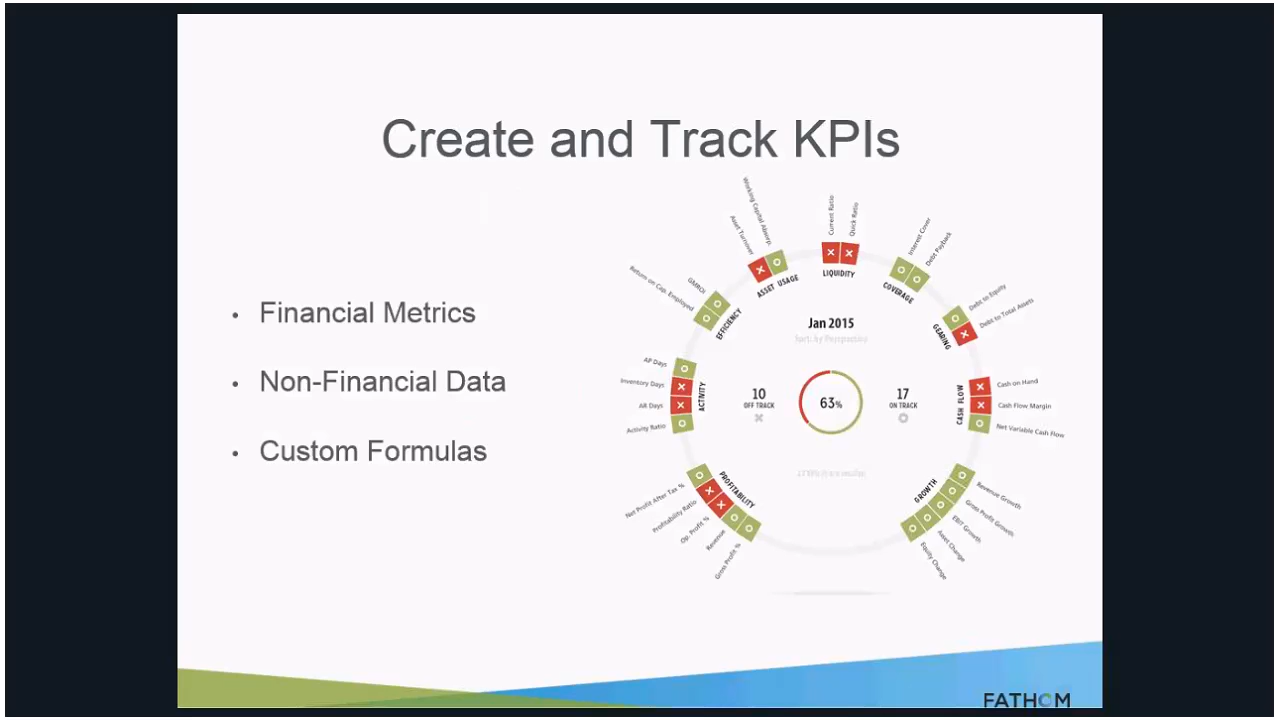 Create and Track KPIs
• Financial Metrics
• Non-Financial Data
• Custom Formulas
Working Capital Absorp.
Asset Turnover
ASSET USAGE
Current Ratio
Quick Ratio
LIQUIDITY
Interest Cover
Debt Payback
COVERAGE
Debt to Equity
Debt to Total Assets
GEARING
GMROI
Return on Cap. Employed
EFFICIENCY
Jan 2015
Sort: by Perspective
AP Days
Inventory Days
AR Days
Activity Ratio
ACTIVITY
10
OFF TRACK
63%
17
ON TRACK
CASH FLOW
Cash on Hand
Cash Flow Margin
Net Variable Cash Flow
PROFITABILITY
Net Profit After Tax %
Profitability Ratio
Op. Profit %
Revenue
Gross Profit %
GROWTH
Revenue Growth
Gross Profit Growth
EBIT Growth
Asset Change
Equity Change
FATHOM